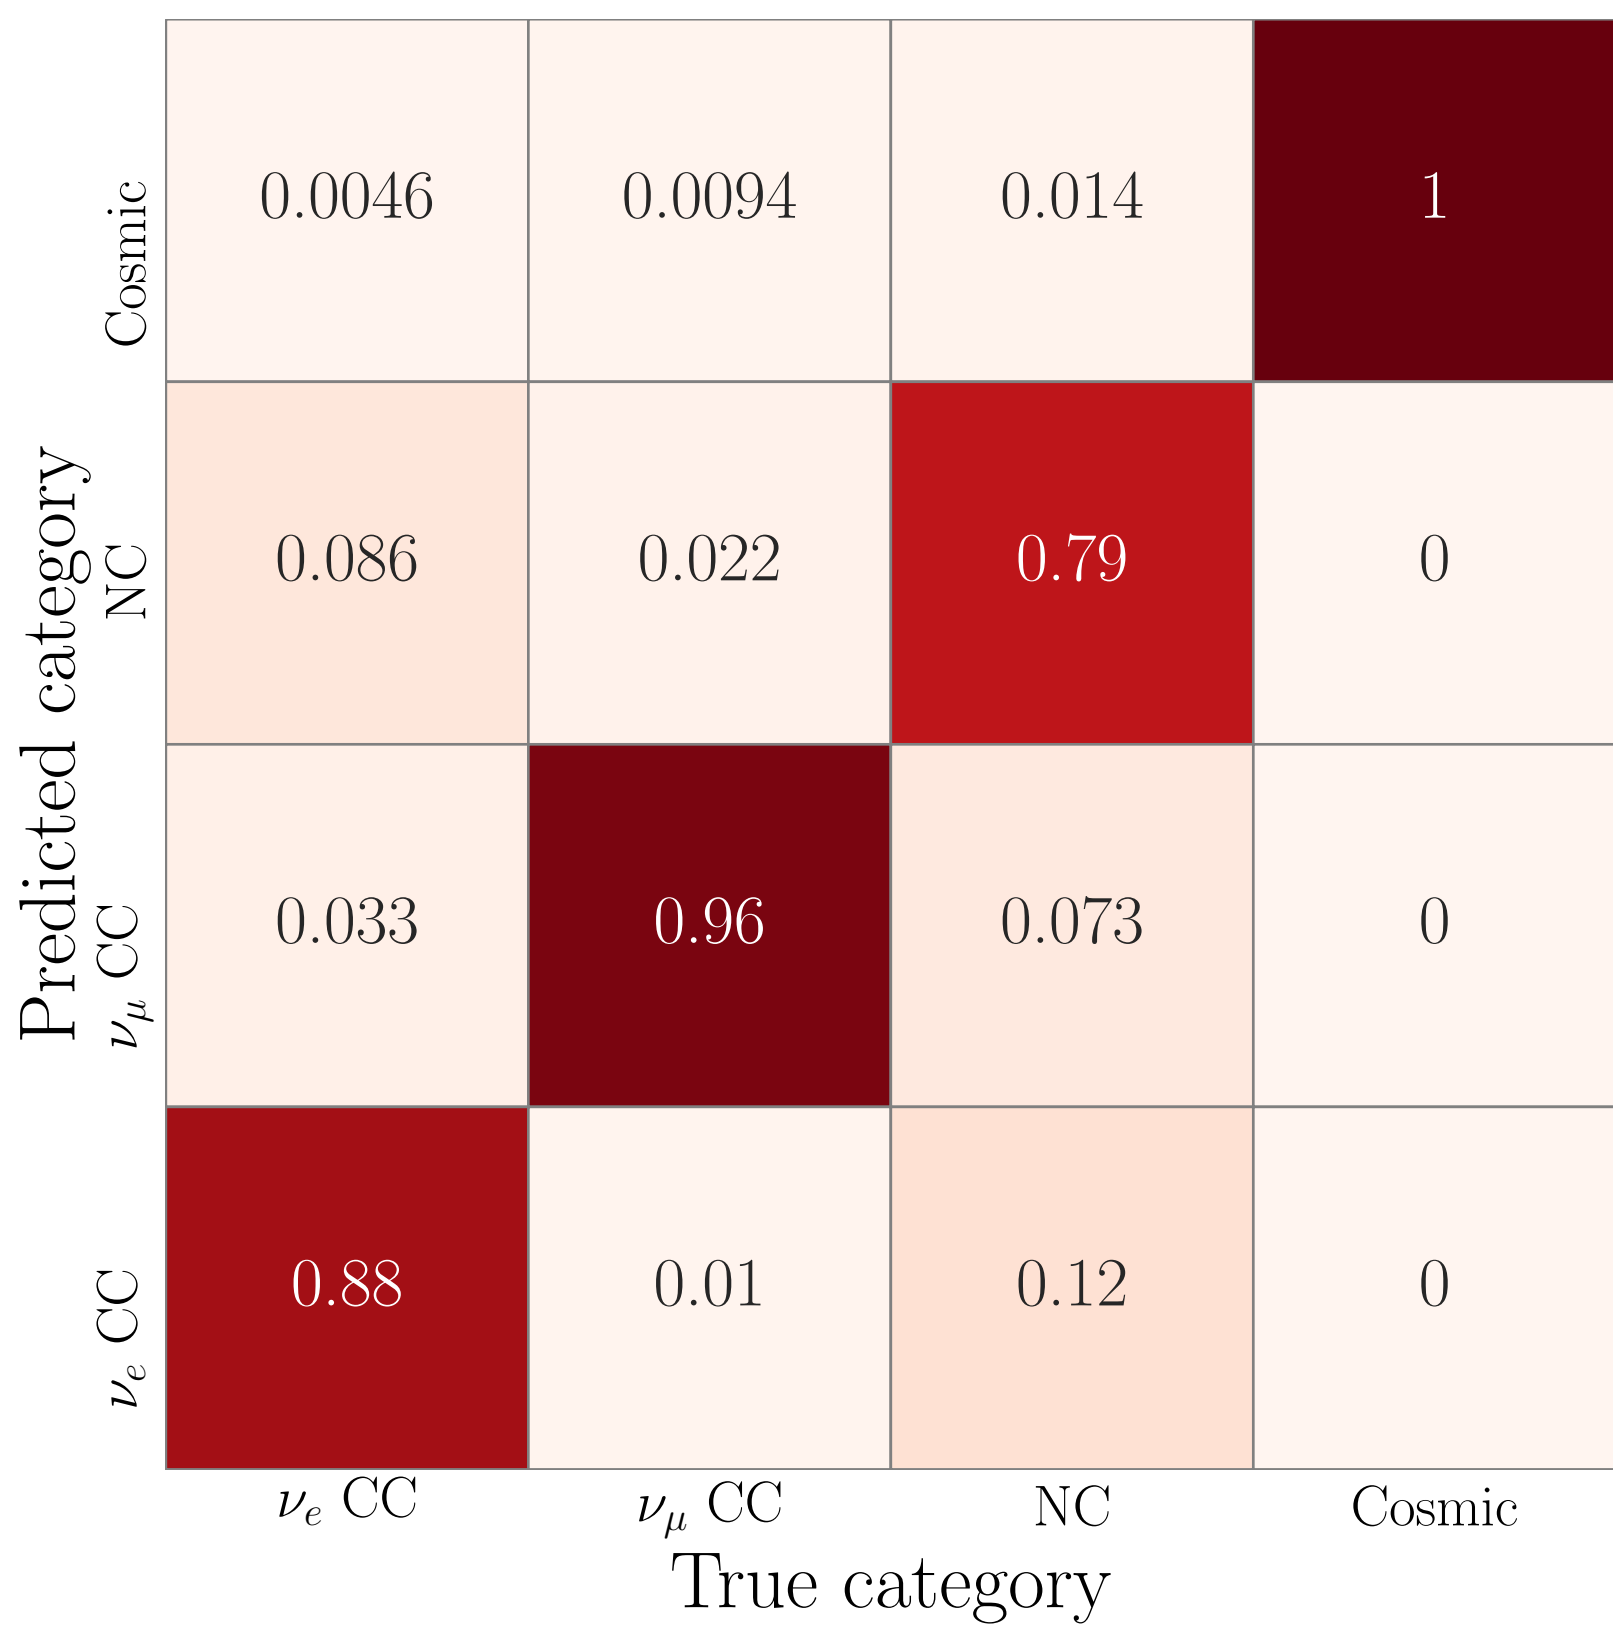 Predicted category
Cosmic
0.0046 0.0094 0.014 1
NC
0.086 0.022 0.79 0
νμ CC
0.033 0.96 0.073 0
νe CC
0.88 0.01 0.12 0
νe CC νμ CC NC Cosmic
True category